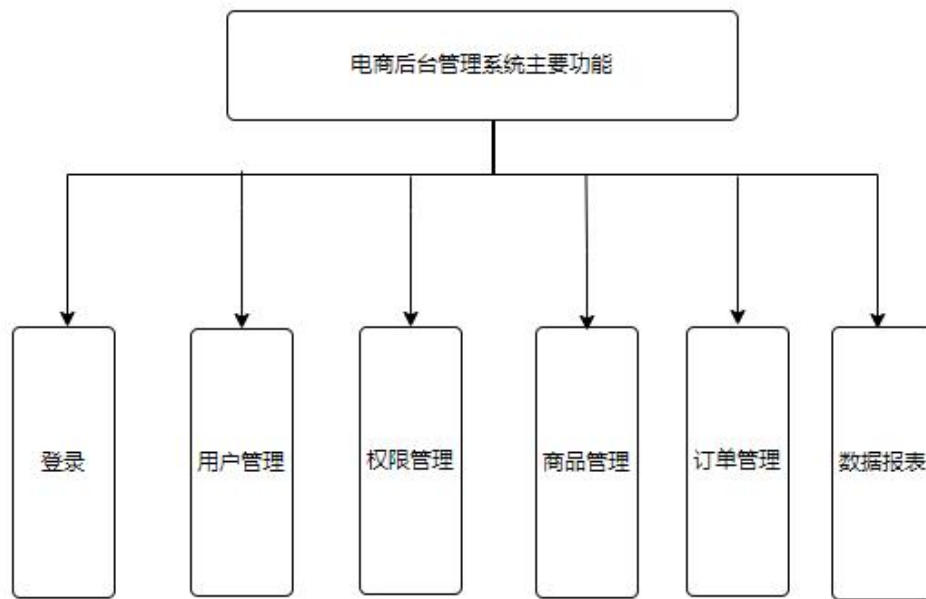 电商后台管理系统主要功能
登录
用户管理
权限管理
商品管理
订单管理
数据报表